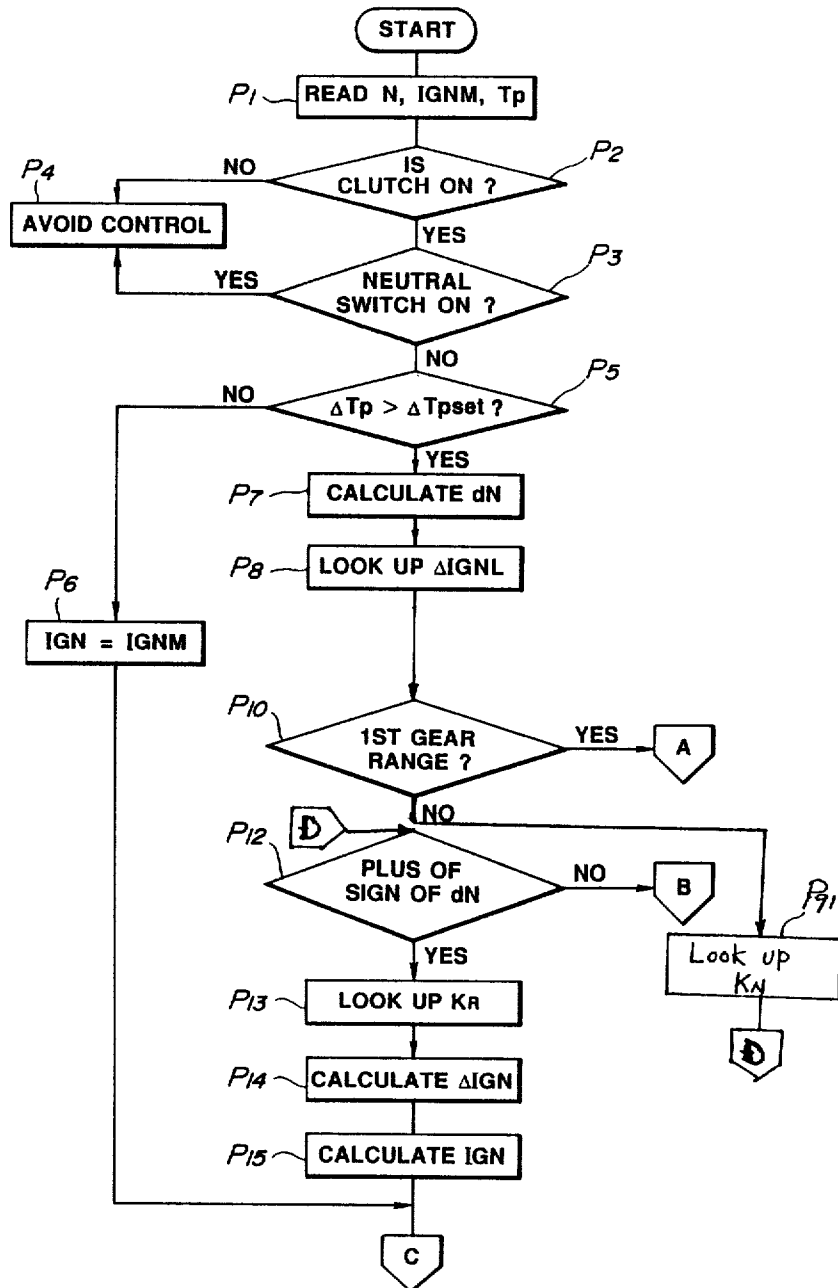 START
P1
READ N, IGNM, Tp
P2
IS
CLUTCH ON ?
NO
P4
AVOID CONTROL
YES
P3
NEUTRAL
SWITCH ON ?
YES
NO
P5
ΔTp > ΔTpset ?
NO
YES
P7
CALCULATE dN
P8
LOOK UP ΔIGNL
P6
IGN = IGNM
P10
1ST GEAR
RANGE ?
YES
A
NO
D
P12
PLUS OF
SIGN OF dN
NO
B
P91
Look up
KN
YES
D
P13
LOOK UP KR
P14
CALCULATE ΔIGN
P15
CALCULATE IGN
C